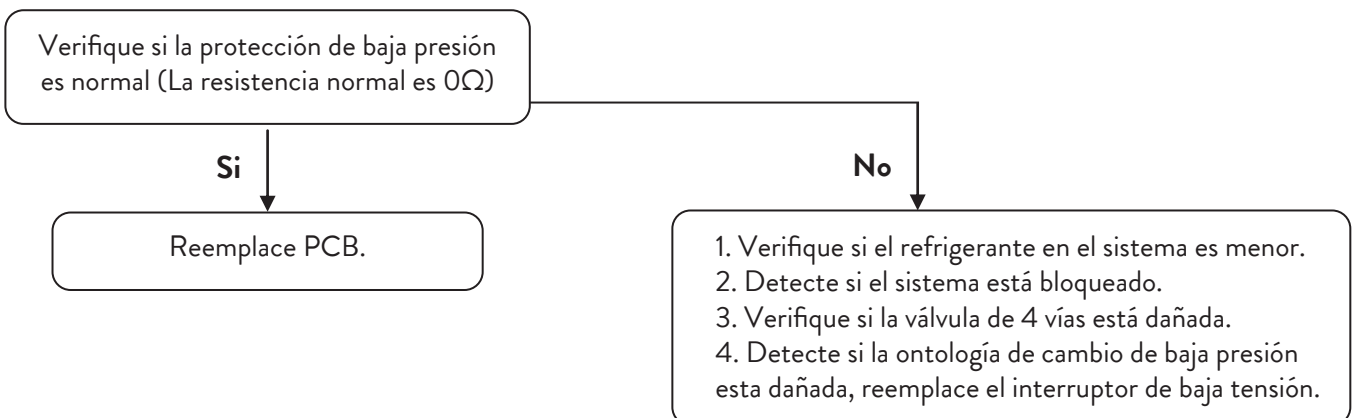 Verifique si la protección de baja presión
es normal (La resistencia normal es 0Ω)
Si
No
Reemplace PCB.
1. Verifique si el refrigerante en el sistema es menor.
2. Detecte si el sistema está bloqueado.
3. Verifique si la válvula de 4 vías está dañada.
4. Detecte si la ontología de cambio de baja presión
esta dañada, reemplace el interruptor de baja tensión.